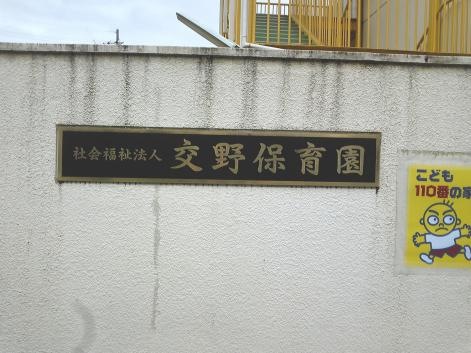 社会福祉法人 交野保育園
こども
110番の家